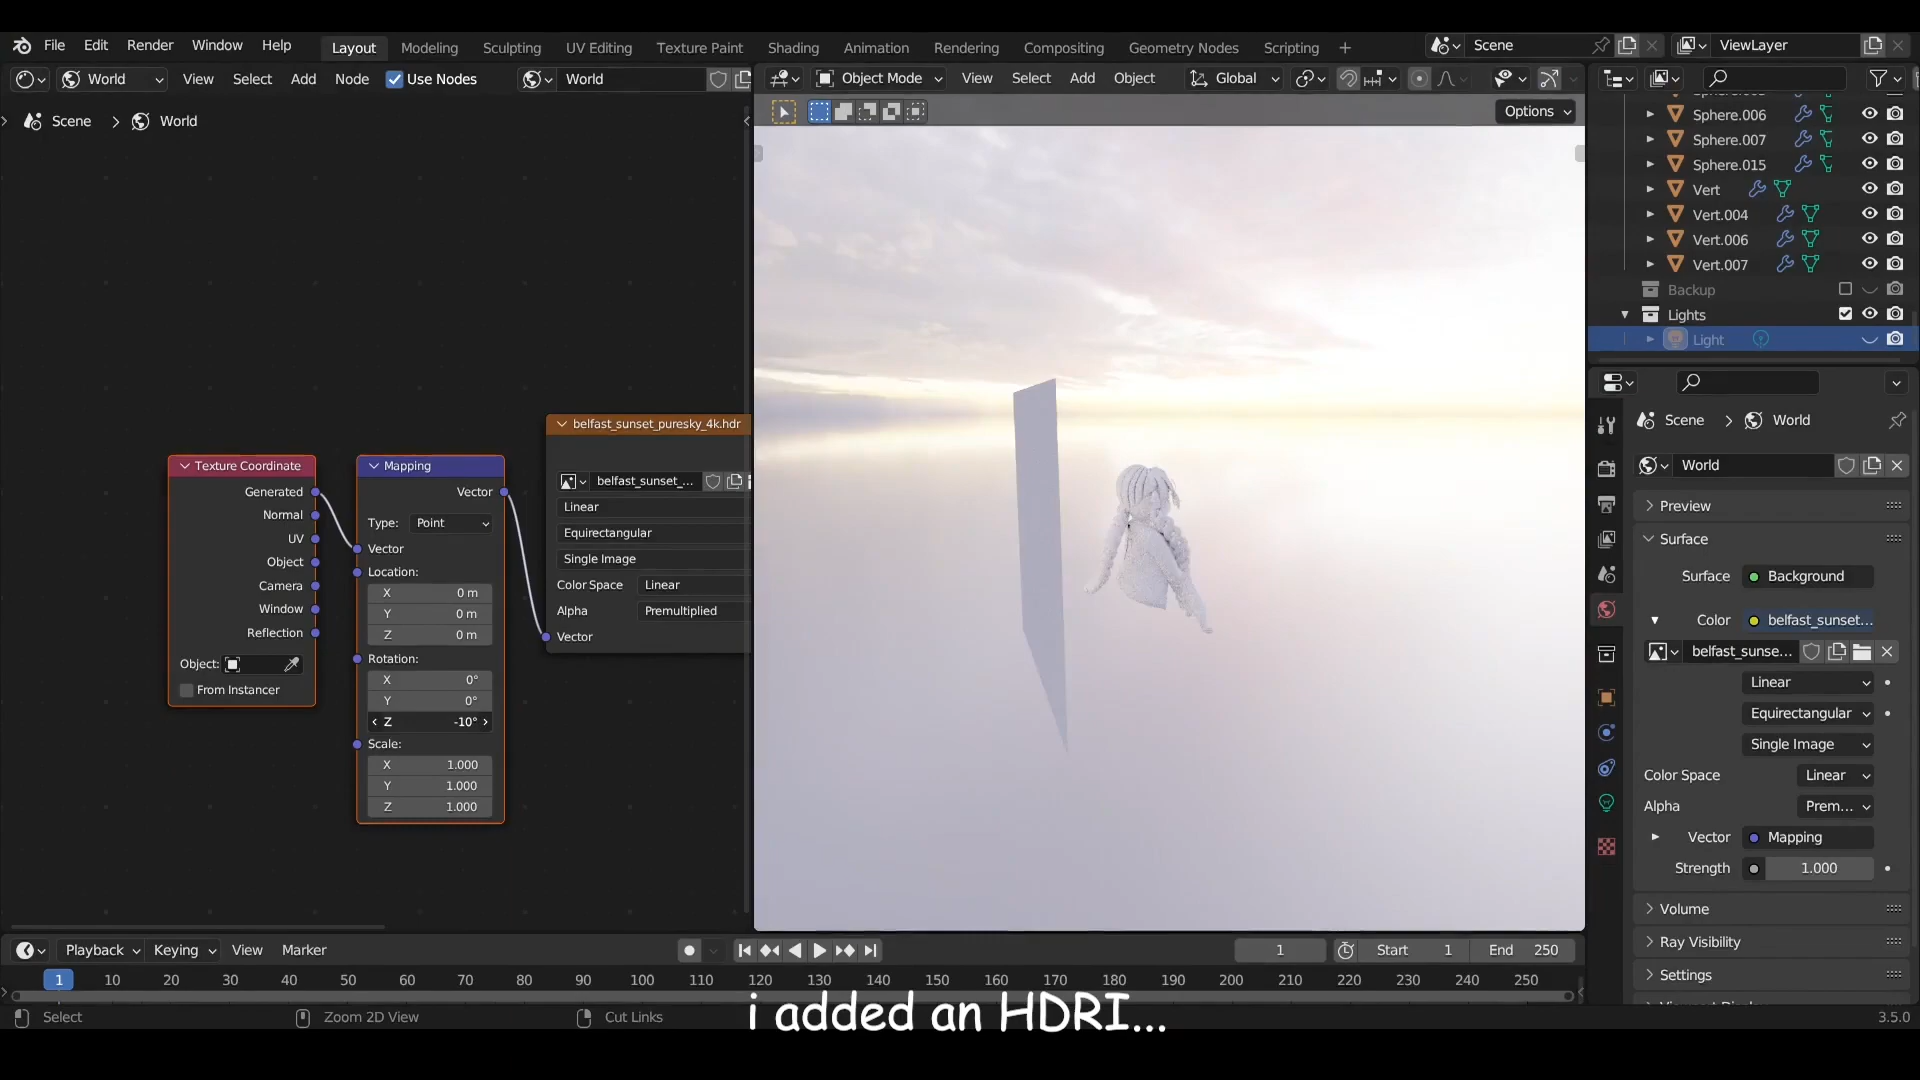 File Edit Render Window Help Layout Modeling Sculpting UV Editing Texture Paint Shading Animation Rendering Compositing Geometry Nodes Scripting + Scene ViewLayer
World View Select Add Node Use Nodes World
Object Mode View Select Add Object Global
Options
Scene > World
Sphere.006
Sphere.007
Sphere.015
Vert
Vert.004
Vert.006
Vert.007
Backup
Lights
Light
Texture Coordinate
Generated
Normal
UV
Object
Camera
Window
Reflection
Object:
From Instancer
Mapping
Vector
Type: Point
Vector
Location:
X 0 m
Y 0 m
Z 0 m
Rotation:
X 0°
Y 0°
Z -10°
Scale:
X 1.000
Y 1.000
Z 1.000
belfast_sunset_puresky_4k.hdr
belfast_sunset_...
Linear
Equirectangular
Single Image
Color Space Linear
Alpha Premultiplied
Vector
Scene > World
World
Preview
Surface
Surface Background
Color belfast_sunset...
belfast_sunse...
Linear
Equirectangular
Single Image
Color Space Linear
Alpha Prem...
Vector Mapping
Strength 1.000
Volume
Ray Visibility
Settings
Playback Keying View Marker 1 Start 1 End 250
1 10 20 30 40 50 60 70 80 90 100 110 120 130 140 150 160 170 180 190 200 210 220 230 240 250
Select Zoom 2D View Cut Links 3.5.0
i added an HDRI...